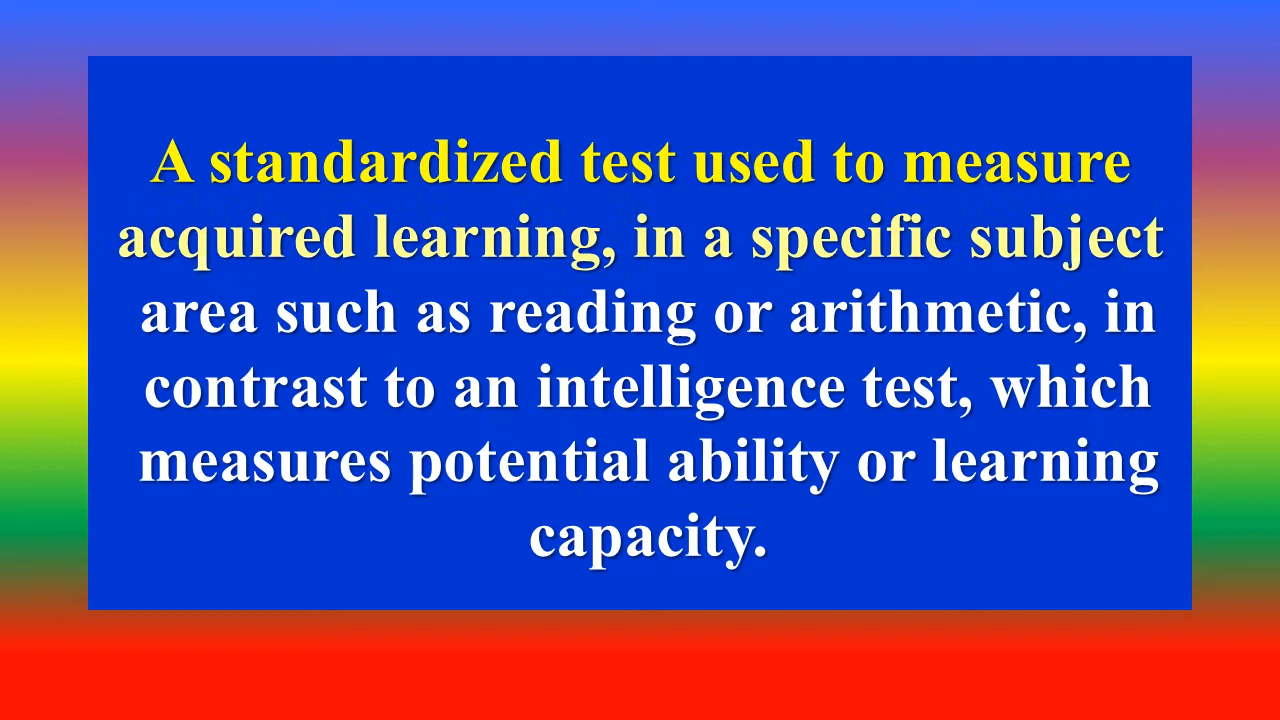 A standardized test used to measure
acquired learning, in a specific subject
area such as reading or arithmetic, in
contrast to an intelligence test, which
measures potential ability or learning
capacity.